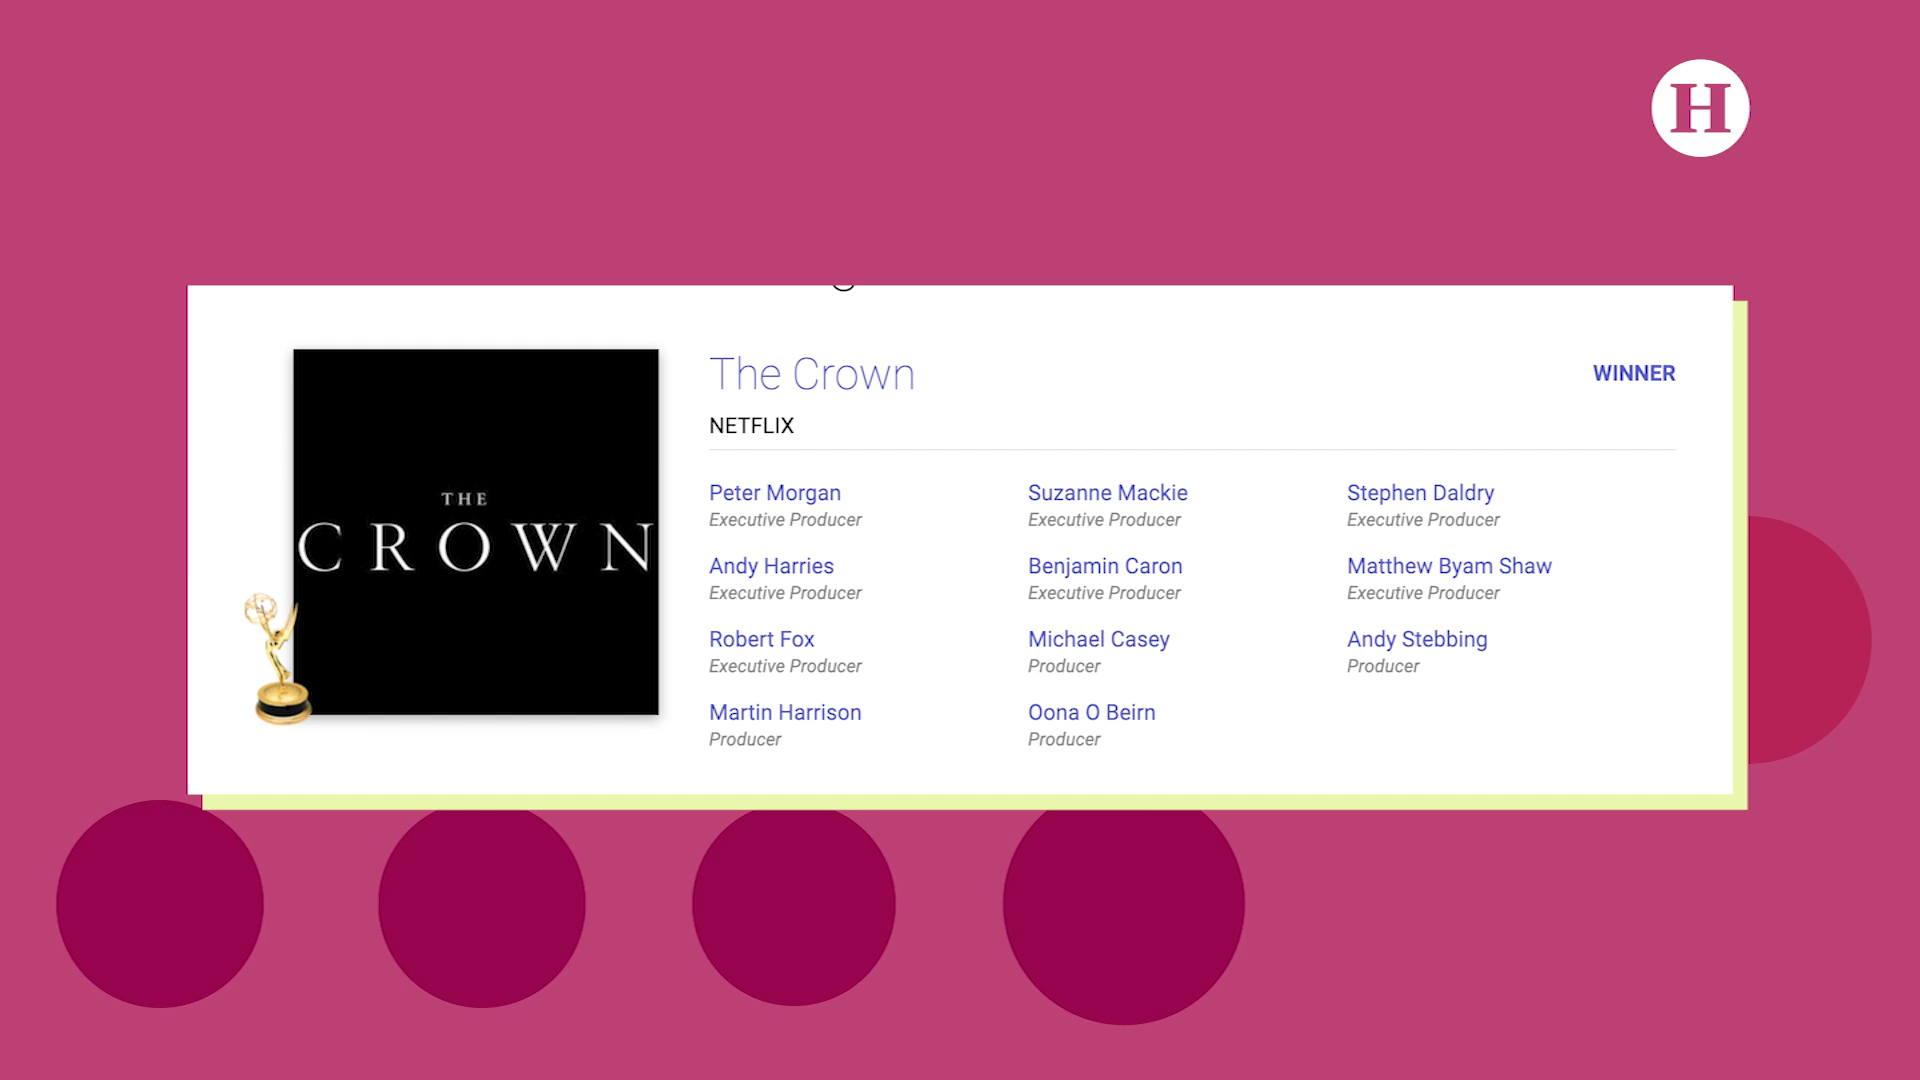 H
THE
CROWN
The Crown
WINNER
NETFLIX
Peter Morgan
Executive Producer
Suzanne Mackie
Executive Producer
Stephen Daldry
Executive Producer
Andy Harries
Executive Producer
Benjamin Caron
Executive Producer
Matthew Byam Shaw
Executive Producer
Robert Fox
Executive Producer
Michael Casey
Producer
Andy Stebbing
Producer
Martin Harrison
Producer
Oona O Beirn
Producer